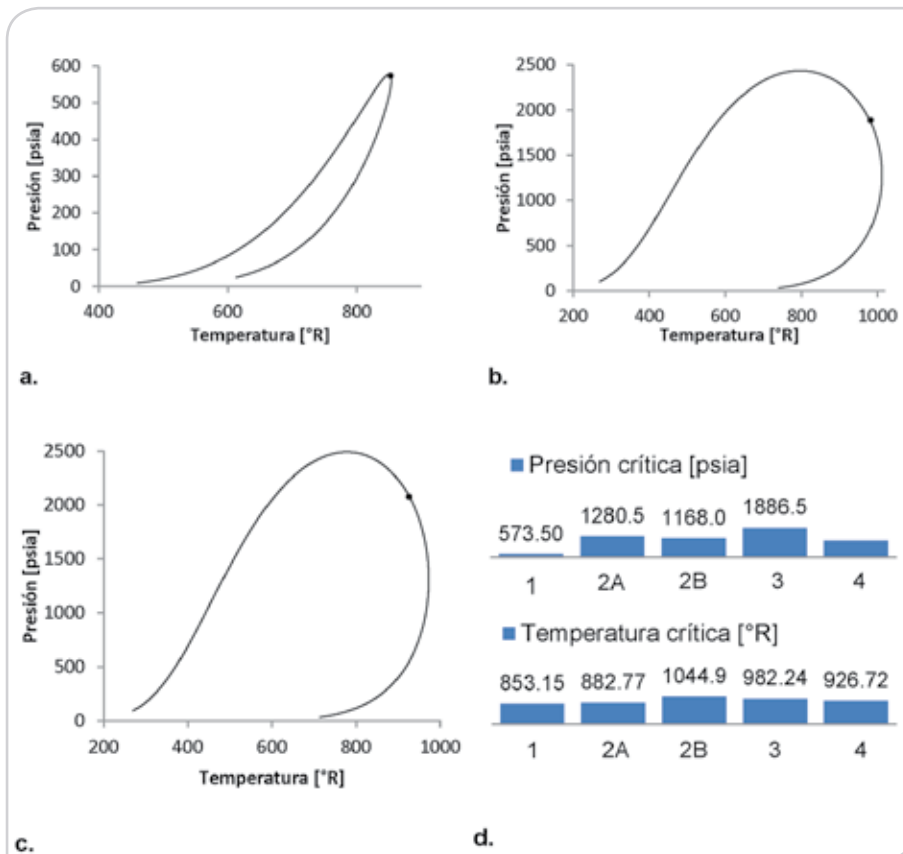 600
500
400
300
200
100
0
Presión [psia]
400 600 800
Temperatura [°R]
a.
2500
2000
1500
1000
500
0
Presión [psia]
200 400 600 800 1000
Temperatura [°R]
b.
2500
2000
1500
1000
500
0
Presión [psia]
200 400 600 800 1000
Temperatura [°R]
c.
Presión crítica [psia]
573.50 1280.5 1168.0 1886.5
1 2A 2B 3 4
Temperatura crítica [°R]
853.15 882.77 1044.9 982.24 926.72
1 2A 2B 3 4
d.